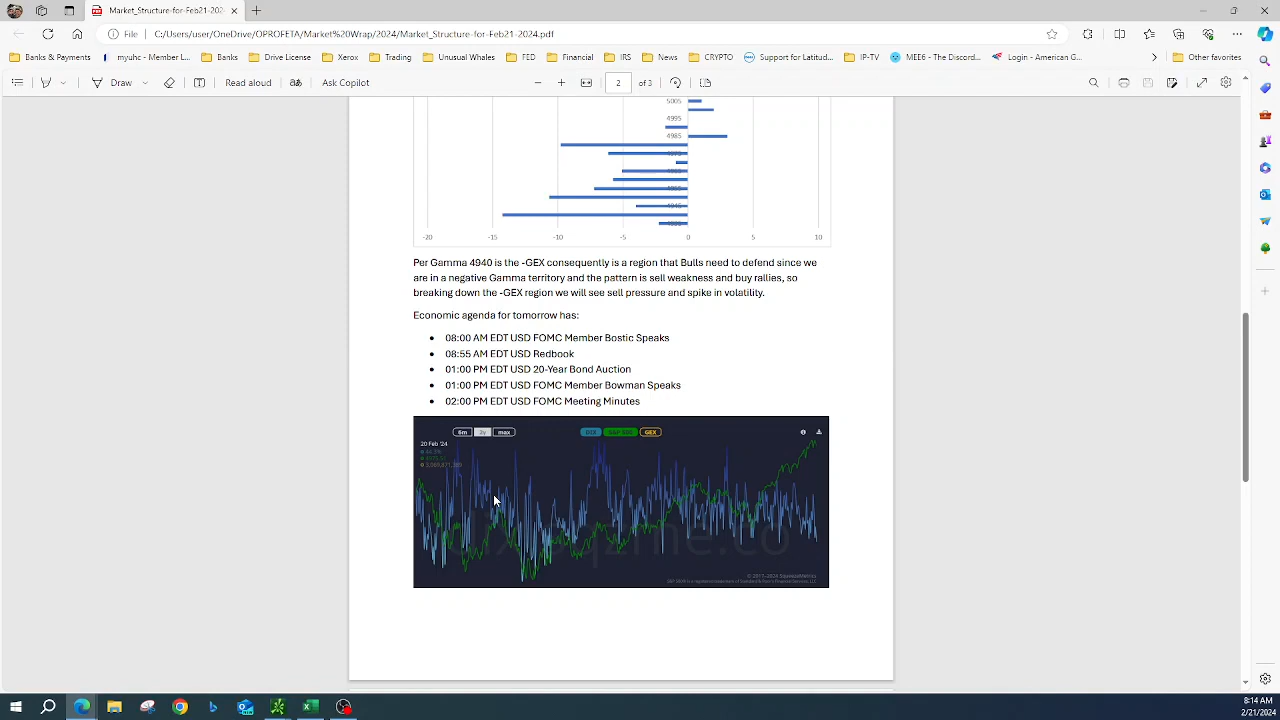 Market_Structure-for-Feb21-202
File
C:/Users/user/OneDrive/OPROFETA/Market%20Wrap/2024/Market_Structure-for-Feb21-2024.pdf
Banking Payments
myuhc
Banks
Trading
Unusual Whales
FED
Financial
IRS
News
CRYPTO
Support for Latitud...
IP-TV
MEE6 - The Discord...
Login - American G...
Other favorites
Draw
Read aloud
Ask Copilot
2 of 3
5005
4995
4985
-20 -15 -10 -5 0 5 10
Per Gamma 4940 is the -GEX consequently is a region that Bulls need to defend since we
are in a negative Gamma territory and the pattern is sell weakness and buy rallies, so
breaking down the -GEX region we will see sell pressure and spike in volatility.
Economic agenda for tomorrow has:
• 08:00 AM EDT USD FOMC Member Bostic Speaks
• 08:55 AM EDT USD Redbook
• 01:00 PM EDT USD 20-Year Bond Auction
• 01:00 PM EDT USD FOMC Member Bowman Speaks
• 02:00 PM EDT USD FOMC Meeting Minutes
6m 2y max DIX S&P 500 GEX
20 Feb '24
© 2017–2024 SqueezeMetrics
8:14 AM
2/21/2024